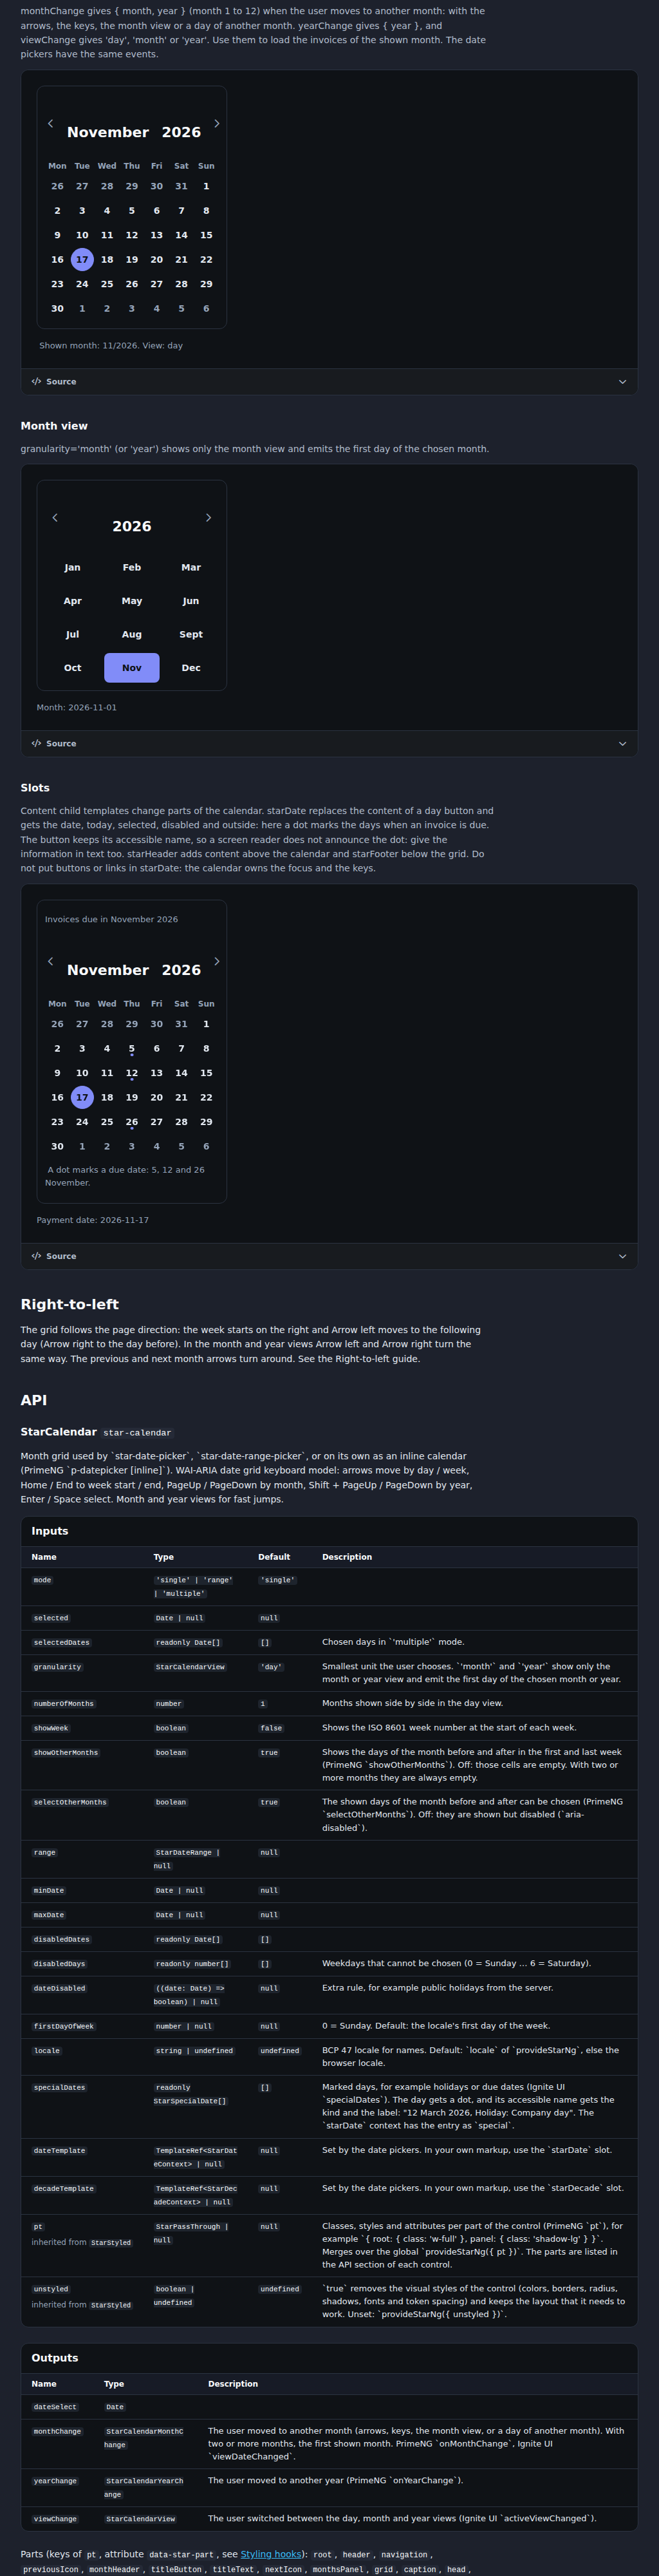 monthChange gives { month, year } (month 1 to 12) when the user moves to another month: with the
arrows, the keys, the month view or a day of another month. yearChange gives { year }, and
viewChange gives 'day', 'month' or 'year'. Use them to load the invoices of the shown month. The date
pickers have the same events.
November 2026
Mon Tue Wed Thu Fri Sat Sun
26 27 28 29 30 31 1
2 3 4 5 6 7 8
9 10 11 12 13 14 15
16 17 18 19 20 21 22
23 24 25 26 27 28 29
30 1 2 3 4 5 6
Shown month: 11/2026. View: day
Source
Month view
granularity='month' (or 'year') shows only the month view and emits the first day of the chosen month.
2026
Jan Feb Mar
Apr May Jun
Jul Aug Sept
Oct Nov Dec
Month: 2026-11-01
Source
Slots
Content child templates change parts of the calendar. starDate replaces the content of a day button and
gets the date, today, selected, disabled and outside: here a dot marks the days when an invoice is due.
The button keeps its accessible name, so a screen reader does not announce the dot: give the
information in text too. starHeader adds content above the calendar and starFooter below the grid. Do
not put buttons or links in starDate: the calendar owns the focus and the keys.
Invoices due in November 2026
November 2026
Mon Tue Wed Thu Fri Sat Sun
26 27 28 29 30 31 1
2 3 4 5 6 7 8
9 10 11 12 13 14 15
16 17 18 19 20 21 22
23 24 25 26 27 28 29
30 1 2 3 4 5 6
A dot marks a due date: 5, 12 and 26
November.
Payment date: 2026-11-17
Source
Right-to-left
The grid follows the page direction: the week starts on the right and Arrow left moves to the following
day (Arrow right to the day before). In the month and year views Arrow left and Arrow right turn the
same way. The previous and next month arrows turn around. See the Right-to-left guide.
API
StarCalendar star-calendar
Month grid used by `star-date-picker`, `star-date-range-picker`, or on its own as an inline calendar
(PrimeNG `p-datepicker [inline]`). WAI-ARIA date grid keyboard model: arrows move by day / week,
Home / End to week start / end, PageUp / PageDown by month, Shift + PageUp / PageDown by year,
Enter / Space select. Month and year views for fast jumps.
Inputs
Name Type Default Description
mode 'single' | 'range' | 'multiple' 'single'
selected Date | null null
selectedDates readonly Date[] [] Chosen days in `'multiple'` mode.
granularity StarCalendarView 'day' Smallest unit the user chooses. `'month'` and `'year'` show only the
month or year view and emit the first day of the chosen month or year.
numberOfMonths number 1 Months shown side by side in the day view.
showWeek boolean false Shows the ISO 8601 week number at the start of each week.
showOtherMonths boolean true Shows the days of the month before and after in the first and last week
(PrimeNG `showOtherMonths`). Off: those cells are empty. With two or
more months they are always empty.
selectOtherMonths boolean true The shown days of the month before and after can be chosen (PrimeNG
`selectOtherMonths`). Off: they are shown but disabled (`aria-
disabled`).
range StarDateRange | null null
minDate Date | null null
maxDate Date | null null
disabledDates readonly Date[] []
disabledDays readonly number[] [] Weekdays that cannot be chosen (0 = Sunday … 6 = Saturday).
dateDisabled ((date: Date) => boolean) | null null Extra rule, for example public holidays from the server.
firstDayOfWeek number | null null 0 = Sunday. Default: the locale's first day of the week.
locale string | undefined undefined BCP 47 locale for names. Default: `locale` of `provideStarNg`, else the
browser locale.
specialDates readonly StarSpecialDate[] [] Marked days, for example holidays or due dates (Ignite UI
`specialDates`). The day gets a dot, and its accessible name gets the
kind and the label: "12 March 2026, Holiday: Company day". The
`starDate` context has the entry as `special`.
dateTemplate TemplateRef<StarDateContext> | null null Set by the date pickers. In your own markup, use the `starDate` slot.
decadeTemplate TemplateRef<StarDecadeContext> | null null Set by the date pickers. In your own markup, use the `starDecade` slot.
pt StarPassThrough | null null Classes, styles and attributes per part of the control (PrimeNG `pt`), for
inherited from StarStyled example `{ root: { class: 'w-full' }, panel: { class: 'shadow-lg' } }`.
Merges over the global `provideStarNg({ pt })`. The parts are listed in
the API section of each control.
unstyled boolean | undefined undefined `true` removes the visual styles of the control (colors, borders, radius,
inherited from StarStyled shadows, fonts and token spacing) and keeps the layout that it needs to
work. Unset: `provideStarNg({ unstyled })`.
Outputs
Name Type Description
dateSelect Date
monthChange StarCalendarMonthChange The user moved to another month (arrows, keys, the month view, or a day of another month). With
two or more months, the first shown month. PrimeNG `onMonthChange`, Ignite UI
`viewDateChanged`.
yearChange StarCalendarYearChange The user moved to another year (PrimeNG `onYearChange`).
viewChange StarCalendarView The user switched between the day, month and year views (Ignite UI `activeViewChanged`).
Parts (keys of pt, attribute data-star-part, see Styling hooks): root, header, navigation,
previousIcon, monthHeader, titleButton, titleText, nextIcon, monthsPanel, grid, caption, head,